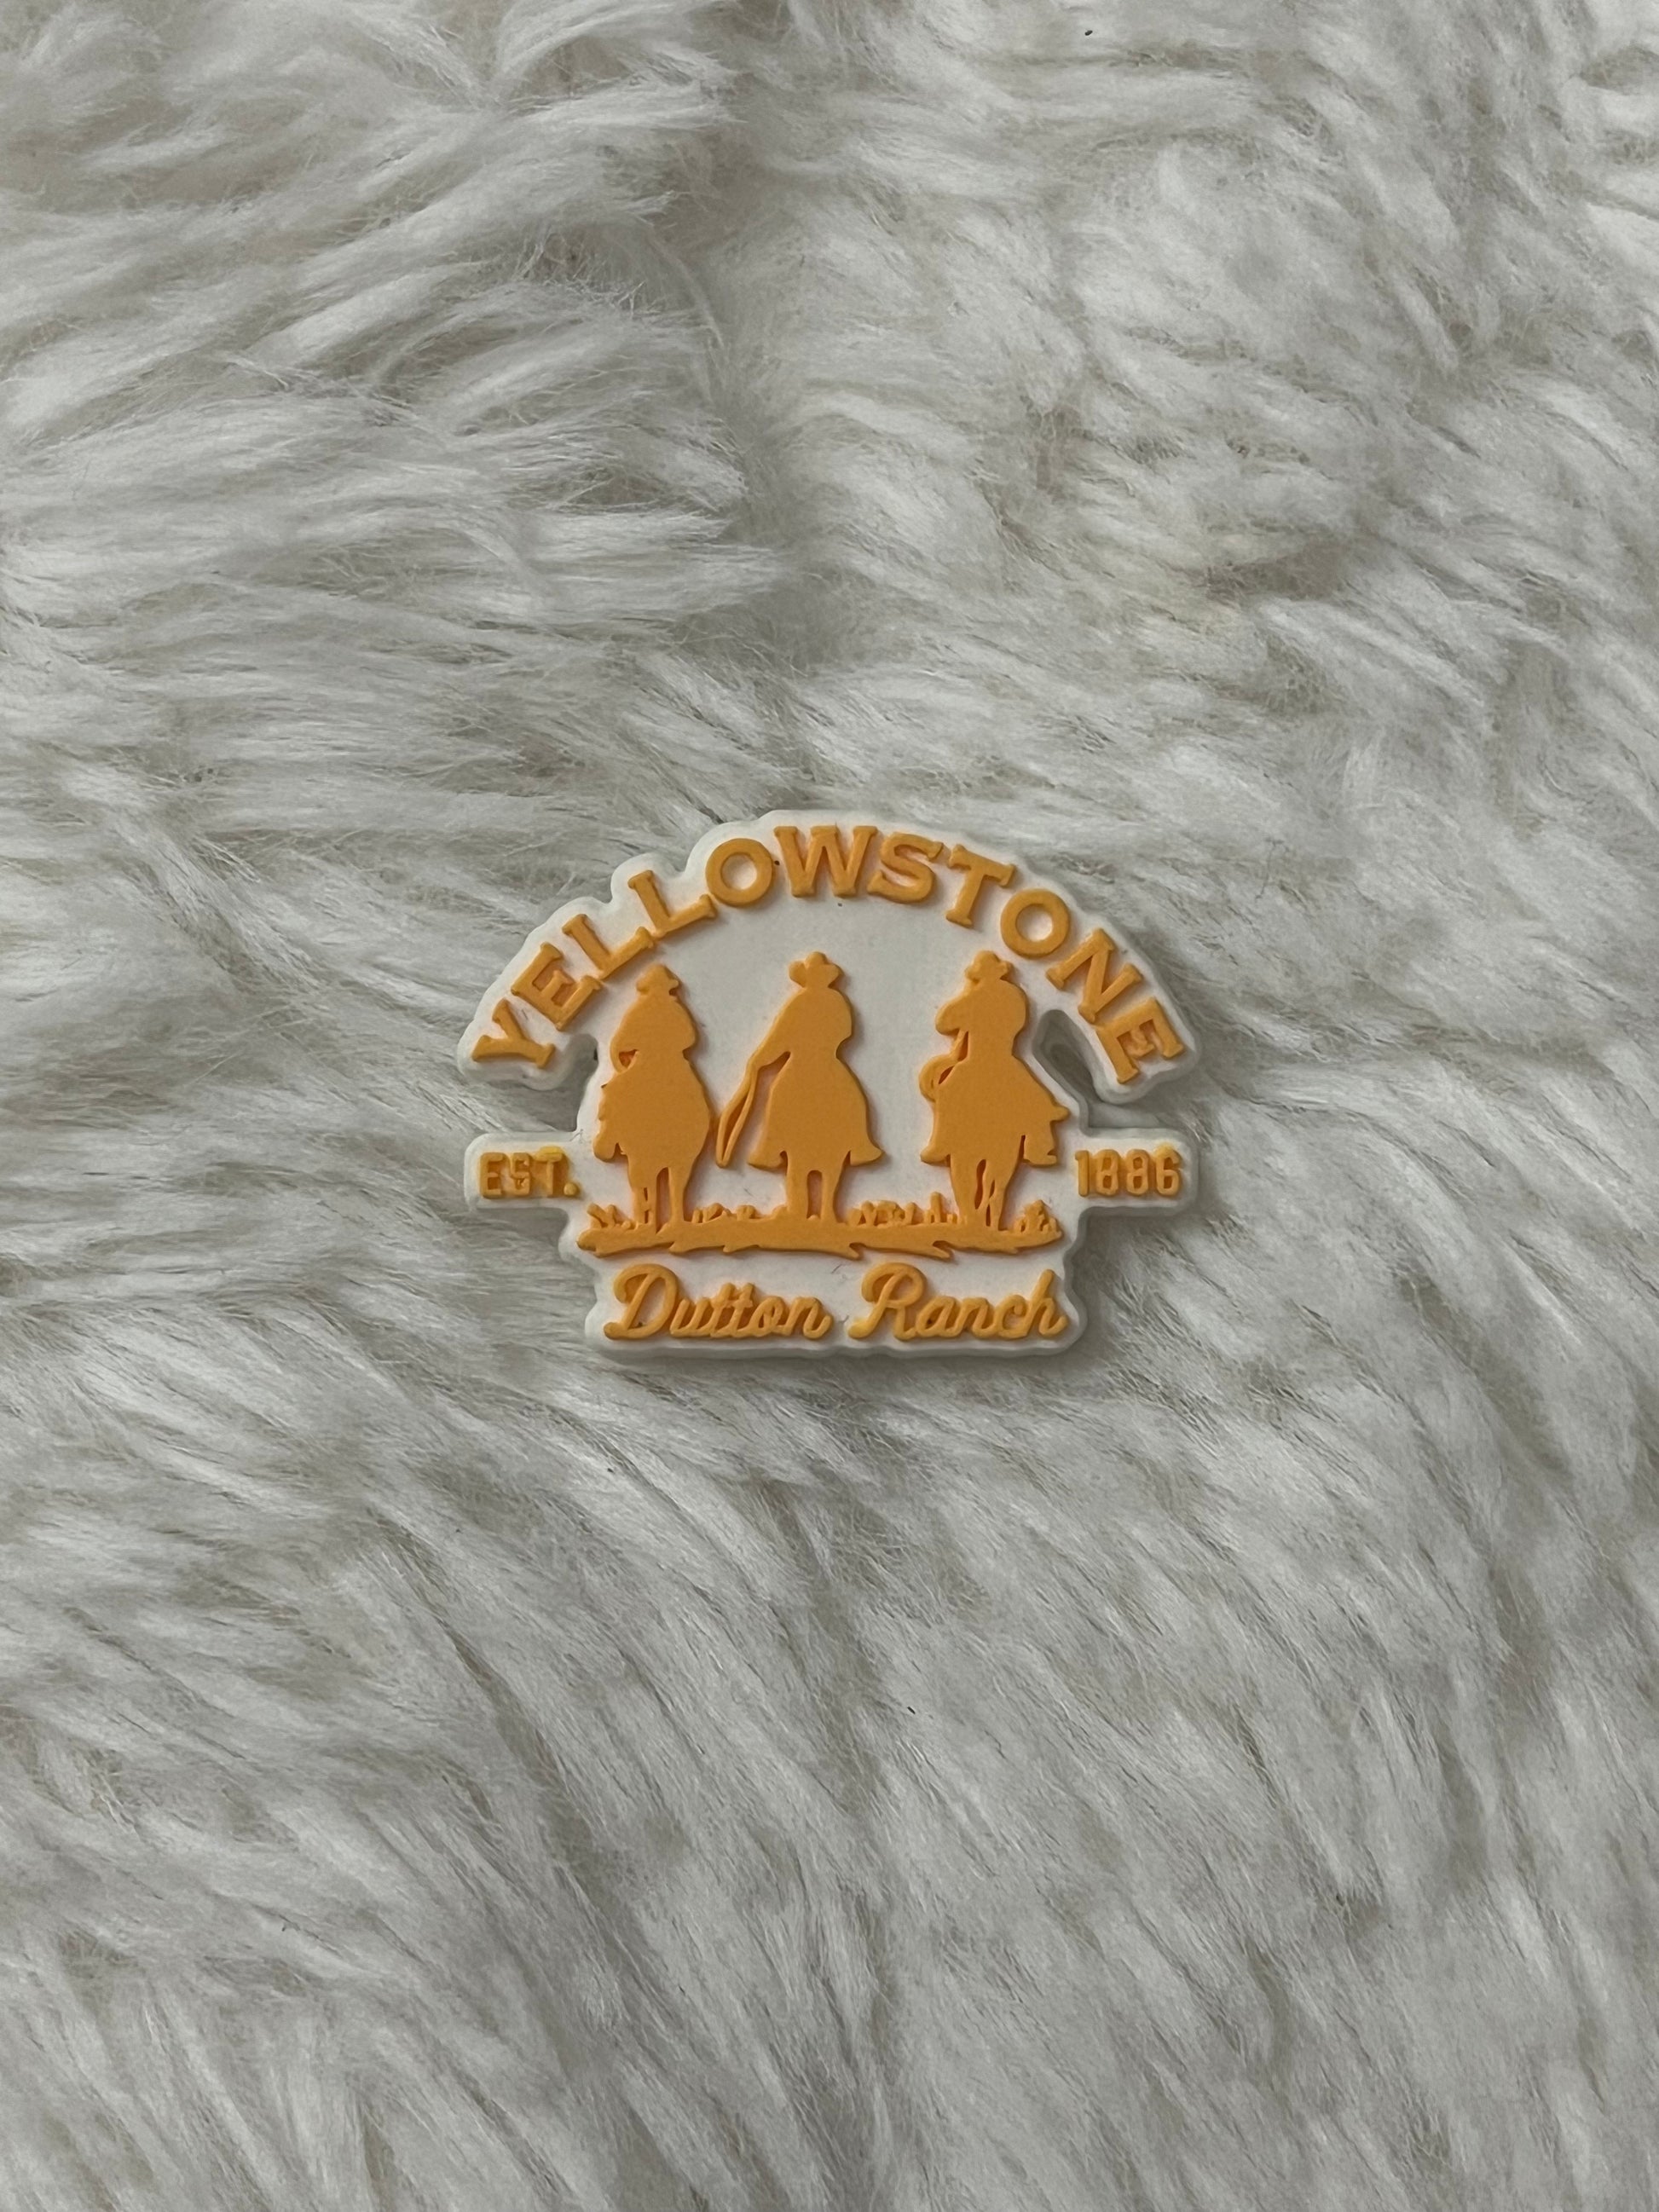 YELLOWSTONE
EST. 1886
Dutton Ranch